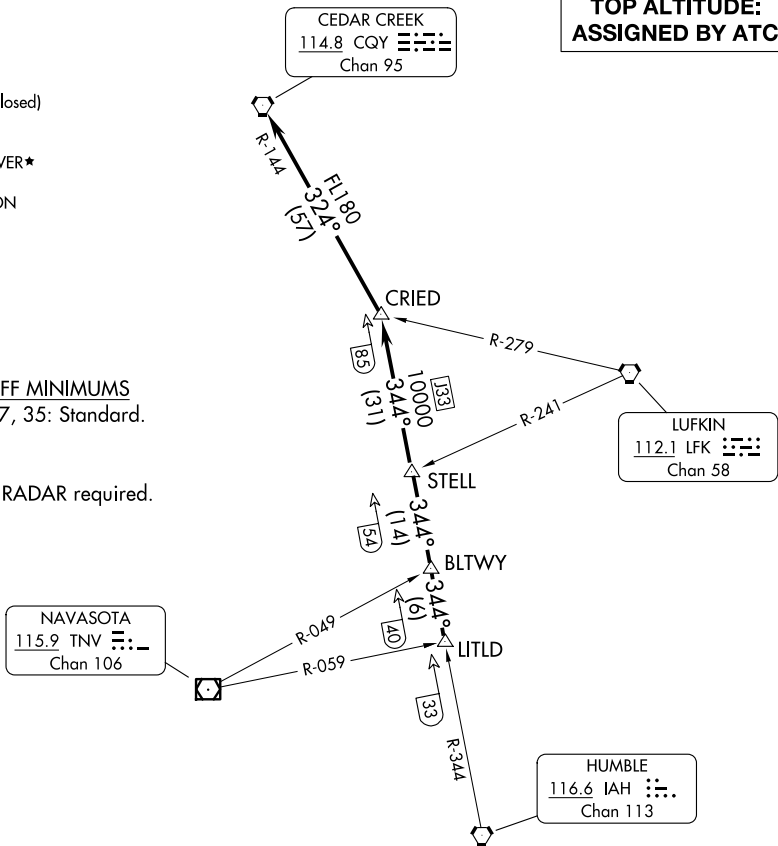 TOP ALTITUDE:
ASSIGNED BY ATC
CEDAR CREEK
114.8 CQY
Chan 95
losed)
VER★
ON
R-144
FL180
324°
(57)
CRIED
R-279
85
J33
10000
344°
(31)
FF MINIMUMS
7, 35: Standard.
R-241
LUFKIN
112.1 LFK
Chan 58
STELL
RADAR required.
344°
(14)
54
BLTWY
NAVASOTA
115.9 TNV
Chan 106
R-049
40
344°
(6)
LITLD
R-059
33
R-344
HUMBLE
116.6 IAH
Chan 113